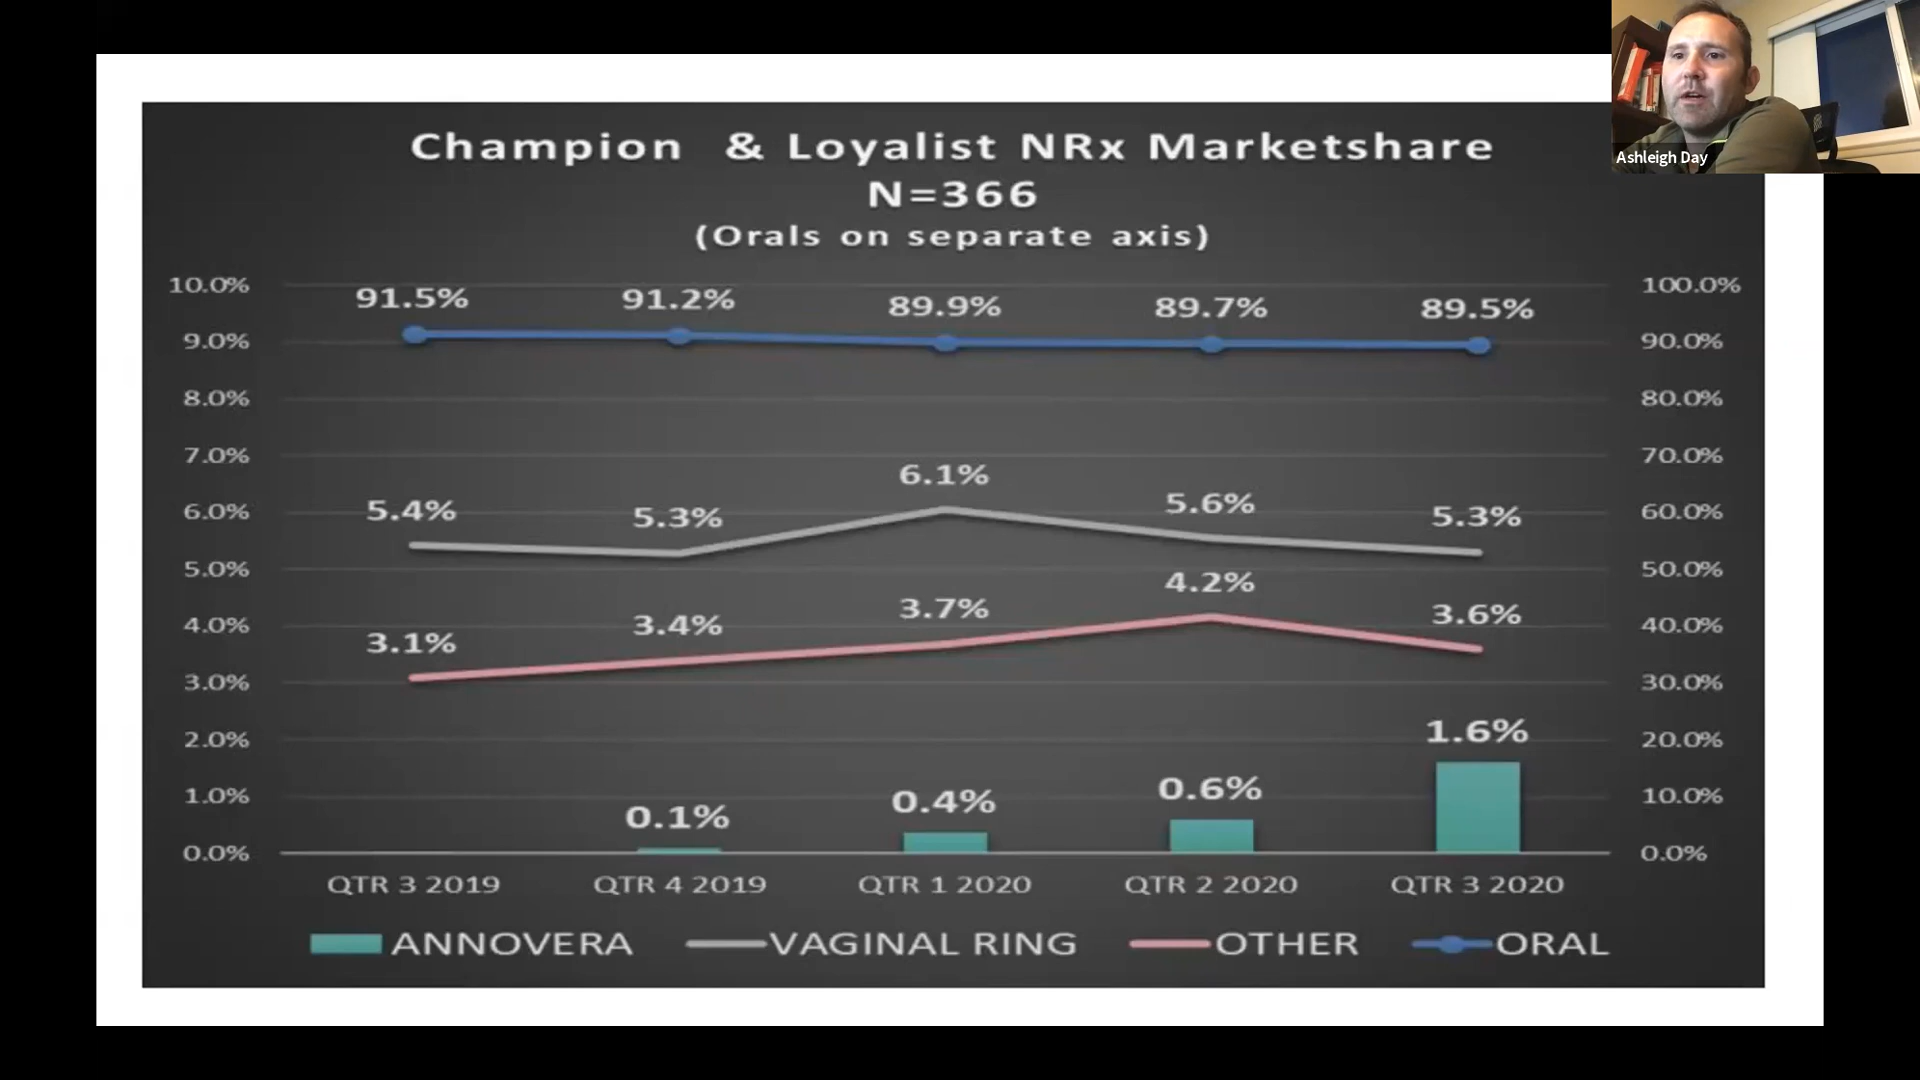 Ashleigh Day
Champion & Loyalist NRx Marketshare
N=366
(Orals on separate axis)
10.0% 91.5% 91.2% 89.9% 89.7% 89.5% 100.0%
9.0% 90.0%
8.0% 80.0%
7.0% 70.0%
6.1%
6.0% 5.4% 5.3% 5.6% 5.3% 60.0%
5.0% 50.0%
4.2%
4.0% 3.1% 3.4% 3.7% 3.6% 40.0%
3.0% 30.0%
2.0% 1.6% 20.0%
1.0% 0.1% 0.4% 0.6% 10.0%
0.0% 0.0%
QTR 3 2019 QTR 4 2019 QTR 1 2020 QTR 2 2020 QTR 3 2020
ANNOVERA VAGINAL RING OTHER ORAL